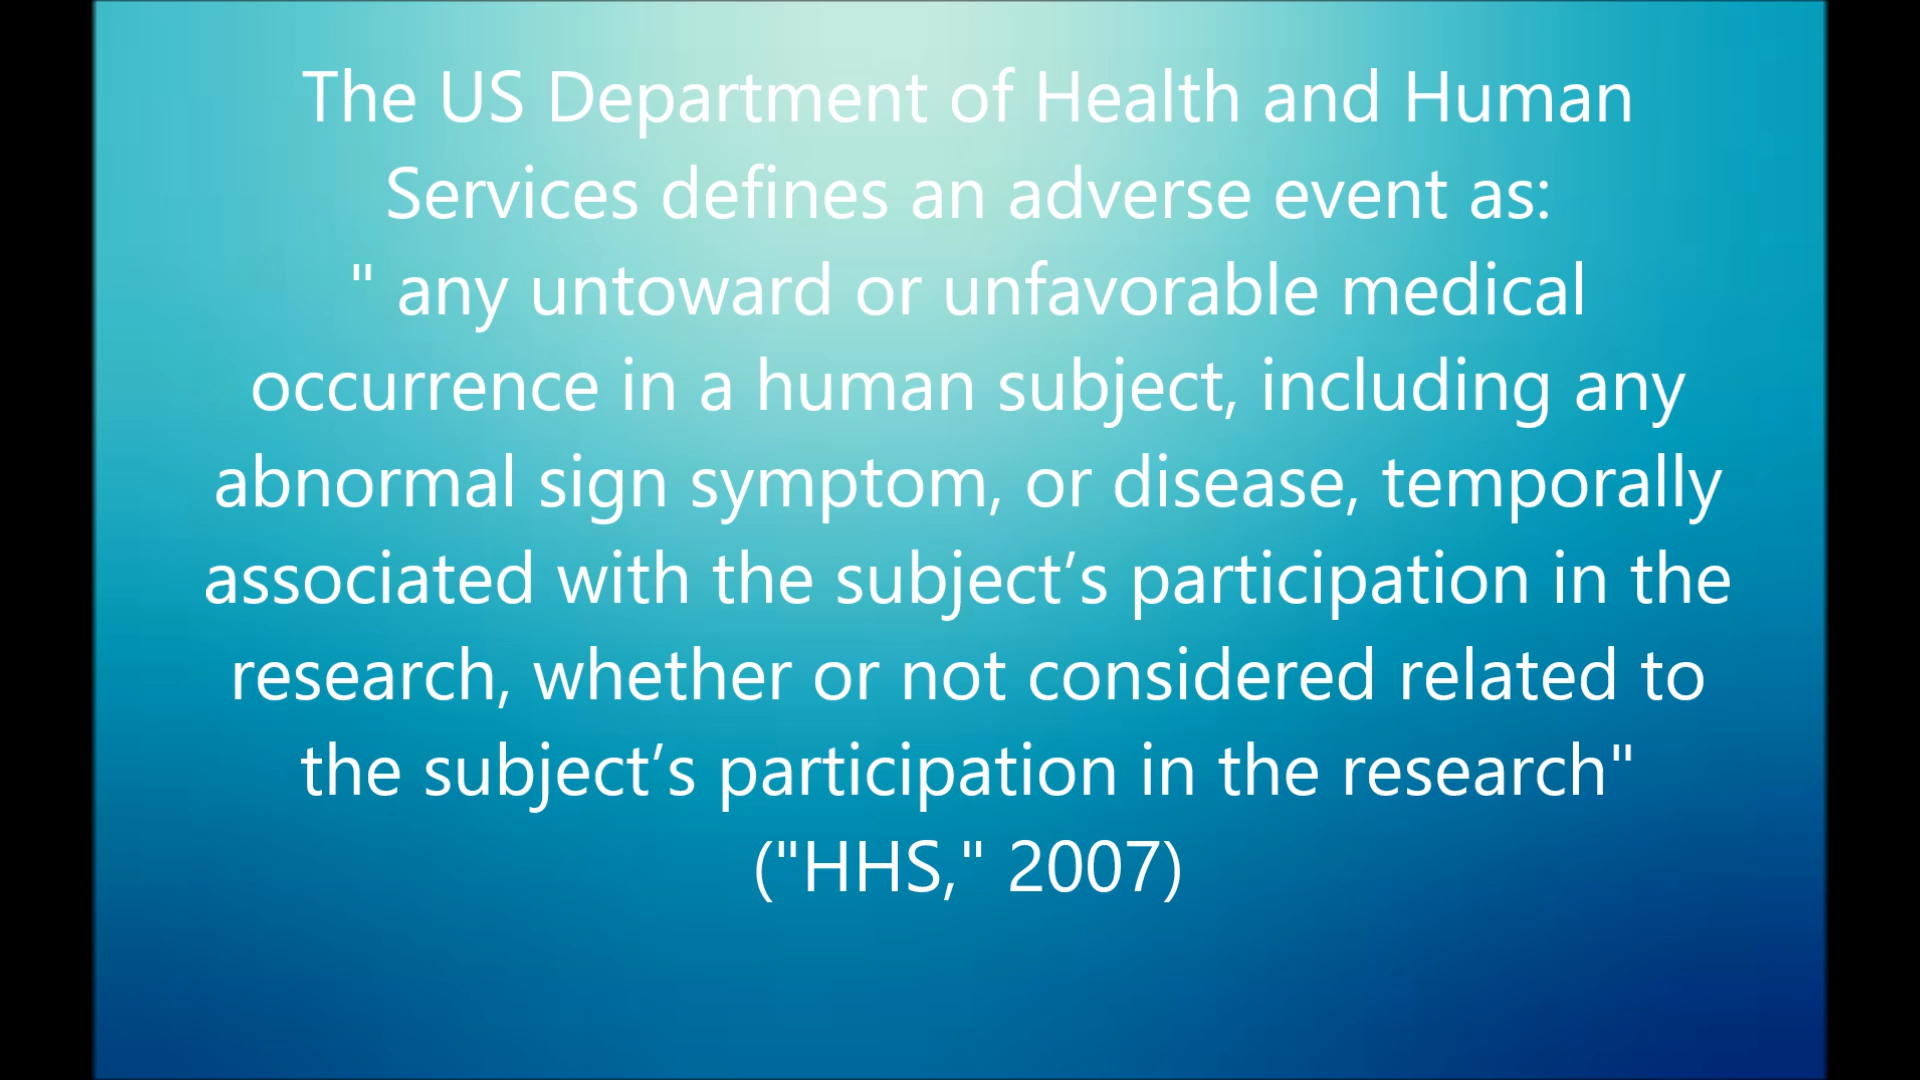 The US Department of Health and Human
Services defines an adverse event as:
" any untoward or unfavorable medical
occurrence in a human subject, including any
abnormal sign symptom, or disease, temporally
associated with the subject’s participation in the
research, whether or not considered related to
the subject’s participation in the research"
("HHS," 2007)